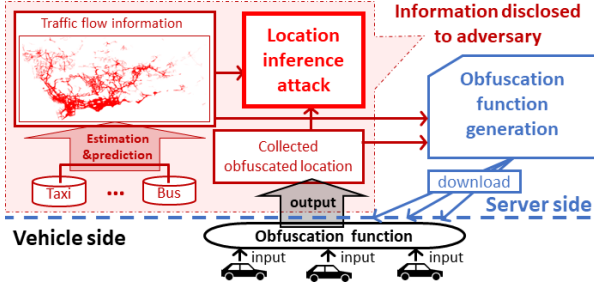 Traffic flow information
Location
inference
attack
Information disclosed
to adversary
Obfuscation
function
generation
Estimation
&prediction
Collected
obfuscated location
Taxi
...
Bus
output
download
Server side
Vehicle side
Obfuscation function
input
input
input